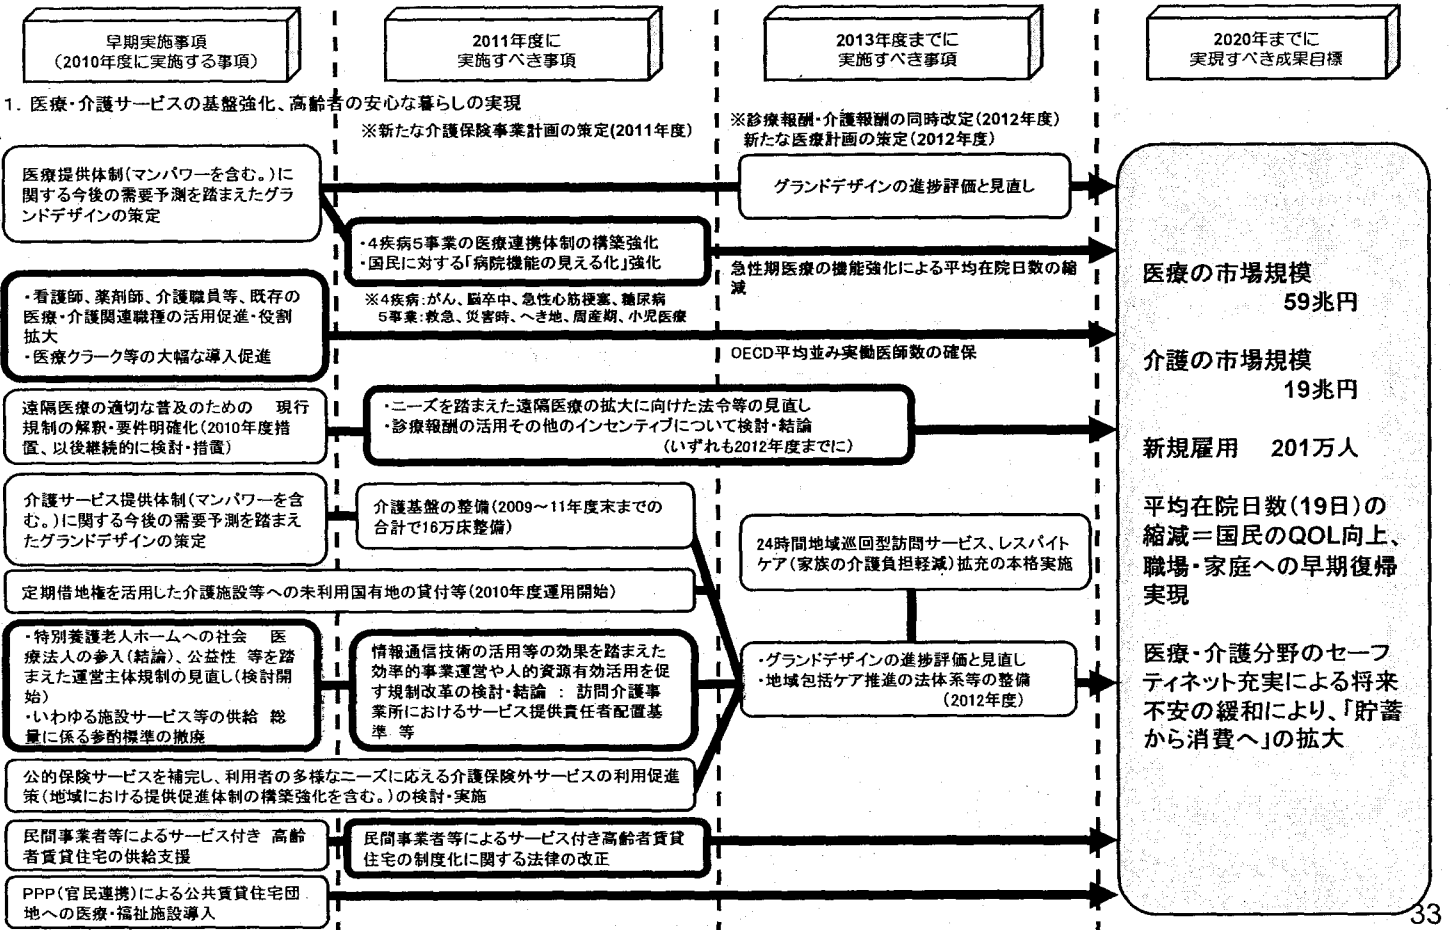 早期実施事項
（2010年度に実施する事項）
2011年度に
実施すべき事項
2013年度までに
実施すべき事項
2020年までに
実現すべき成果目標
1．医療・介護サービスの基盤強化、高齢者の安心な暮らしの実現
※新たな介護保険事業計画の策定(2011年度)
※診療報酬・介護報酬の同時改定(2012年度)
新たな医療計画の策定(2012年度)
医療提供体制(マンパワーを含む。)に
関する今後の需要予測を踏まえたグラ
ンドデザインの策定
グランドデザインの進捗評価と見直し
・4疾病5事業の医療連携体制の構築強化
・国民に対する「病院機能の見える化」強化
急性期医療の機能強化による平均在院日数の縮
減
※4疾病：がん、脳卒中、急性心筋梗塞、糖尿病
5事業：救急、災害時、へき地、周産期、小児医療
・看護師、薬剤師、介護職員等、既存の
医療・介護関連職種の活用促進・役割
拡大
・医療クラーク等の大幅な導入促進
OECD平均並み実働医師数の確保
遠隔医療の適切な普及のための　現行
規制の解釈・要件明確化(2010年度措
置、以後継続的に検討・措置)
・ニーズを踏まえた遠隔医療の拡大に向けた法令等の見直し
・診療報酬の活用その他のインセンティブについて検討・結論
(いずれも2012年度までに)
介護サービス提供体制(マンパワーを含
む。)に関する今後の需要予測を踏まえ
たグランドデザインの策定
介護基盤の整備(2009～11年度末までの
合計で16万床整備)
24時間地域巡回型訪問サービス、レスパイト
ケア(家族の介護負担軽減)拡充の本格実施
定期借地権を活用した介護施設等への未利用国有地の貸付等(2010年度運用開始)
・特別養護老人ホームへの社会　医
療法人の参入(結論)、公益性　等を踏
まえた運営主体規制の見直し(検討開
始)
・いわゆる施設サービス等の供給　総
量に係る参酌標準の撤廃
情報通信技術の活用等の効果を踏まえた
効率的事業運営や人的資源有効活用を促
す規制改革の検討・結論　：　訪問介護事
業所におけるサービス提供責任者配置基
準　等
・グランドデザインの進捗評価と見直し
・地域包括ケア推進の法体系等の整備
(2012年度)
公的保険サービスを補完し、利用者の多様なニーズに応える介護保険外サービスの利用促進
策(地域における提供促進体制の構築強化を含む。)の検討・実施
民間事業者等によるサービス付き　高齢
者賃貸住宅の供給支援
民間事業者等によるサービス付き高齢者賃貸
住宅の制度化に関する法律の改正
PPP(官民連携)による公共賃貸住宅団
地への医療・福祉施設導入
医療の市場規模
59兆円
介護の市場規模
19兆円
新規雇用　201万人
平均在院日数(19日)の
縮減＝国民のQOL向上、
職場・家庭への早期復帰
実現
医療・介護分野のセーフ
ティネット充実による将来
不安の緩和により、「貯蓄
から消費へ」の拡大
33